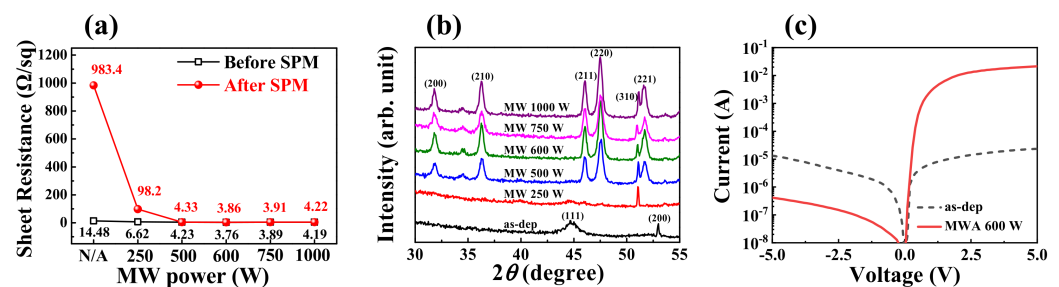 (a)
Sheet Resistance (Ω/sq)
1200
1000
800
600
400
200
0
Before SPM
After SPM
983.4
98.2
4.33 3.86 3.91 4.22
14.48 6.62 4.23 3.76 3.89 4.19
N/A 250 500 600 750 1000
MW power (W)
(b)
Intensity (arb. unit)
(200) (210) (211) (220) (310) (221)
MW 1000 W
MW 750 W
MW 600 W
MW 500 W
MW 250 W
as-dep (111) (200)
30 35 40 45 50 55
2θ (degree)
(c)
Current (A)
10-1
10-2
10-3
10-4
10-5
10-6
10-7
10-8
as-dep
MWA 600 W
-5.0 -2.5 0.0 2.5 5.0
Voltage (V)